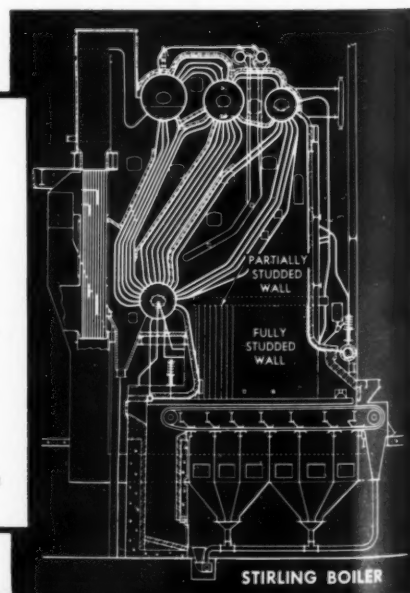 PARTIALLY
STUDDED
WALL
FULLY
STUDDED
WALL
STIRLING BOILER